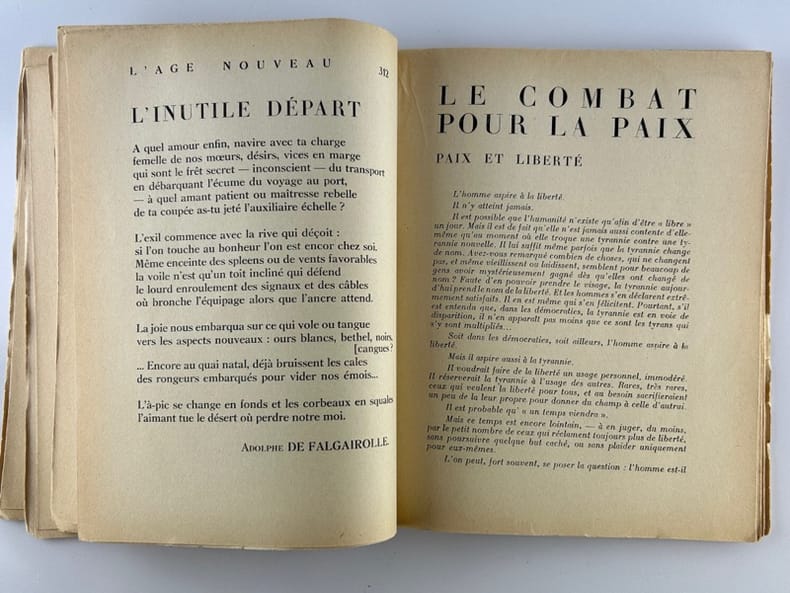 L'AGE NOUVEAU
312
L'INUTILE DÉPART
A quel amour enfin, navire avec ta charge
femelle de nos mœurs, désirs, vices en marge
qui sont le frêt secret — inconscient — du transport
en débarquant l'écume du voyage au port,
— à quel amant patient ou maîtresse rebelle
de ta coupée as-tu jeté l'auxiliaire échelle ?
L'exil commence avec la rive qui déçoit :
si l'on touche au bonheur l'on est encor chez soi.
Même enceinte des spleens ou de vents favorables
la voile n'est qu'un toit incliné qui défend
le lourd enroulement des signaux et des câbles
où bronche l'équipage alors que l'ancre attend.
La joie nous embarqua sur ce qui vole ou tangue
vers les aspects nouveaux : ours blancs, bethel, noirs,
[cangues ?
... Encore au quai natal, déjà bruissent les cales
des rongeurs embarqués pour vider nos émois...
L'à-pic se change en fonds et les corbeaux en squales
l'aimant tue le désert où perdre notre moi.
ADOLPHE DE FALGAIROLLE.
LE COMBAT
POUR LA PAIX
PAIX ET LIBERTÉ
L'homme aspire à la liberté.
Il n'y atteint jamais.
Il est possible que l'humanité n'existe qu'afin d'être « libre »
un jour. Mais il est de fait qu'elle n'est jamais aussi contente d'elle-
même qu'au moment où elle troque une tyrannie contre une ty-
rannie nouvelle. Il lui suffit même parfois que la tyrannie change
de nom. Avez-vous remarqué combien de choses, qui ne changent
pas, et même vieillissent ou laidissent, semblent pour beaucoup de
gens avoir mystérieusement gagné dès qu'elles ont changé de
nom ? Faute d'en pouvoir prendre le visage, la tyrannie aujour-
d'hui prend le nom de la liberté. Et les hommes s'en déclarent extrê-
mement satisfaits. Il en est même qui s'en félicitent. Pourtant, s'il
est entendu que, dans les démocraties, la tyrannie est en voie de
disparition, il n'en apparaît pas moins que ce sont les tyrans qui
s'y sont multipliés...
Soit dans les démocraties, soit ailleurs, l'homme aspire à la
liberté.
Mais il aspire aussi à la tyrannie.
Il voudrait faire de la liberté un usage personnel, immodéré.
Il réserverait la tyrannie à l'usage des autres. Rares, très rares,
ceux qui veulent la liberté pour tous, et au besoin sacrifieraient
un peu de la leur propre pour donner du champ à celle d'autrui.
Il est probable qu' « un temps viendra ».
Mais ce temps est encore lointain, — à en juger, du moins,
par le petit nombre de ceux qui réclament toujours plus de liberté,
sans poursuivre quelque but caché, ou sans plaider uniquement
pour eux-mêmes.
L'on peut, fort souvent, se poser la question : l'homme est-il